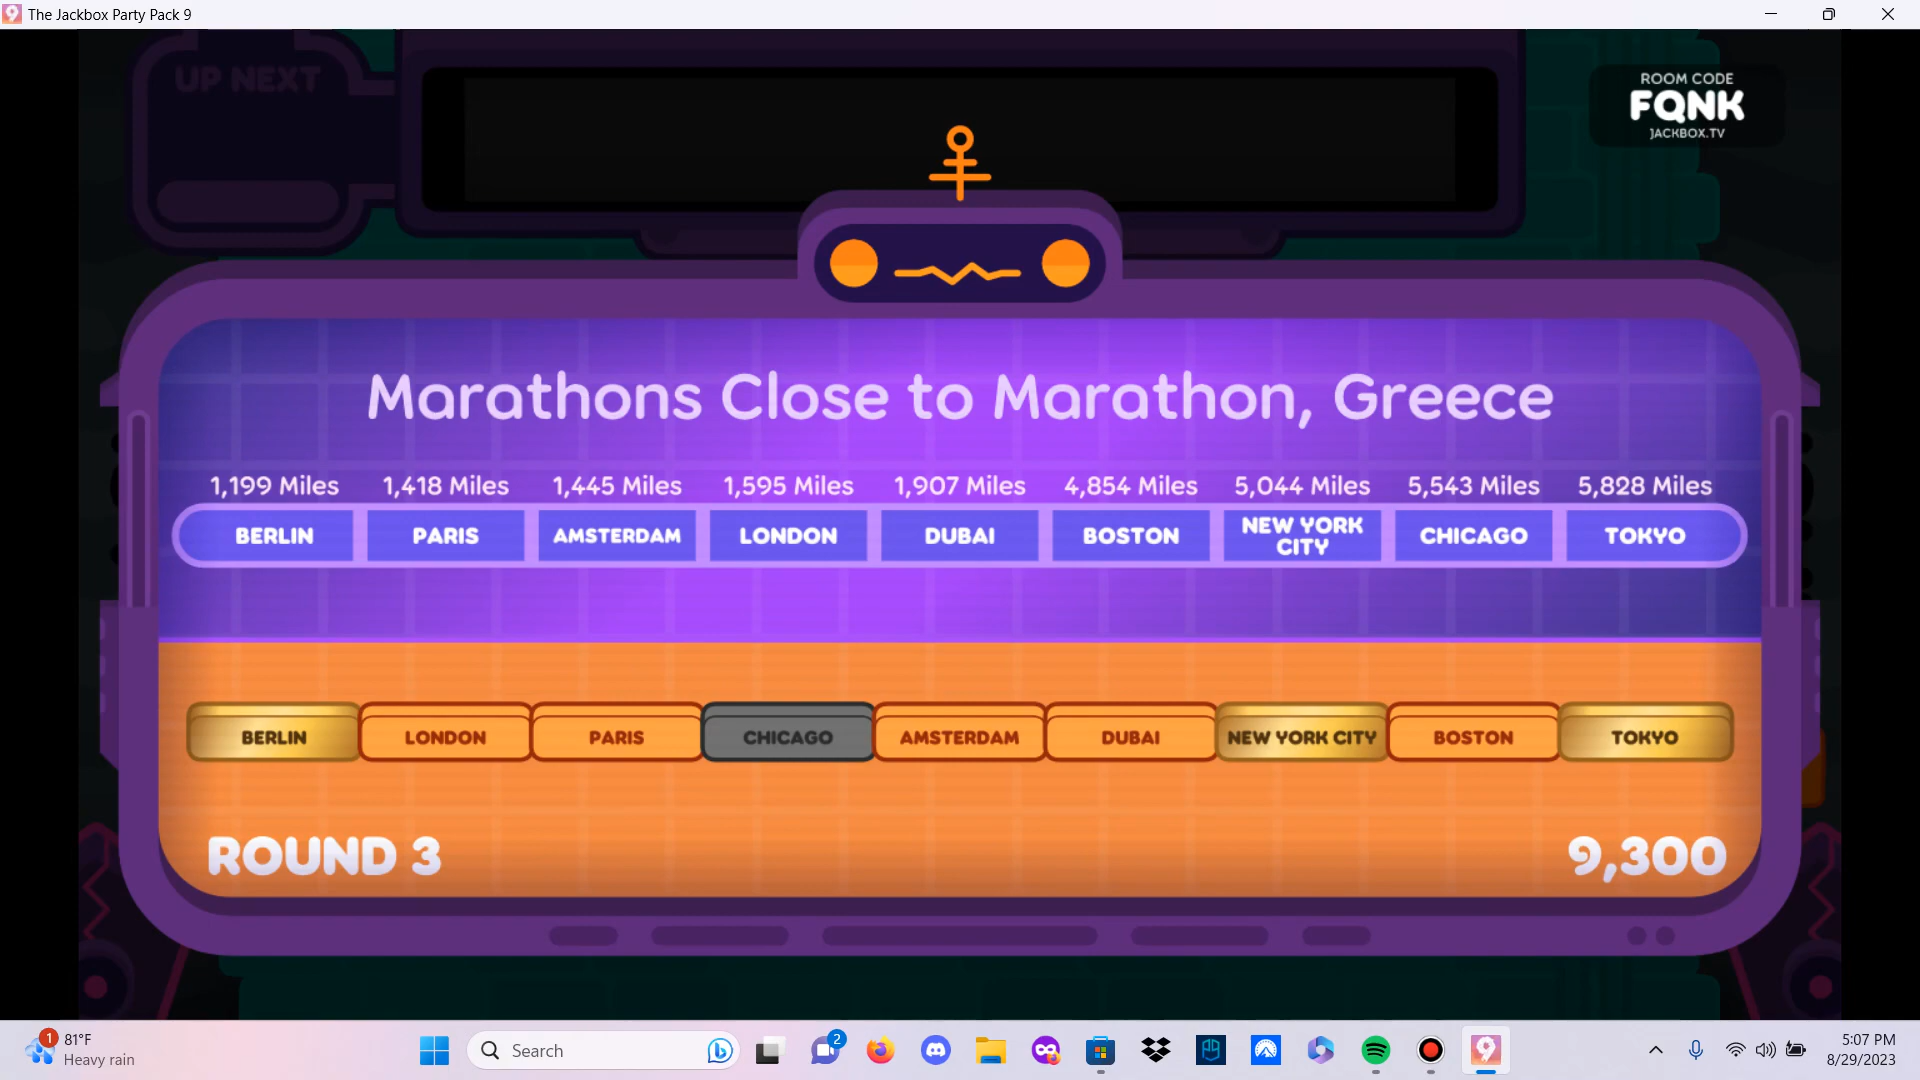 The Jackbox Party Pack 9
UP NEXT
ROOM CODE
FQNK
JACKBOX.TV
Marathons Close to Marathon, Greece
1,199 Miles 1,418 Miles 1,445 Miles 1,595 Miles 1,907 Miles 4,854 Miles 5,044 Miles 5,543 Miles 5,828 Miles
BERLIN PARIS AMSTERDAM LONDON DUBAI BOSTON NEW YORK CITY CHICAGO TOKYO
BERLIN LONDON PARIS CHICAGO AMSTERDAM DUBAI NEW YORK CITY BOSTON TOKYO
ROUND 3 9,300
1 81°F
Heavy rain
Search
2
5:07 PM
8/29/2023